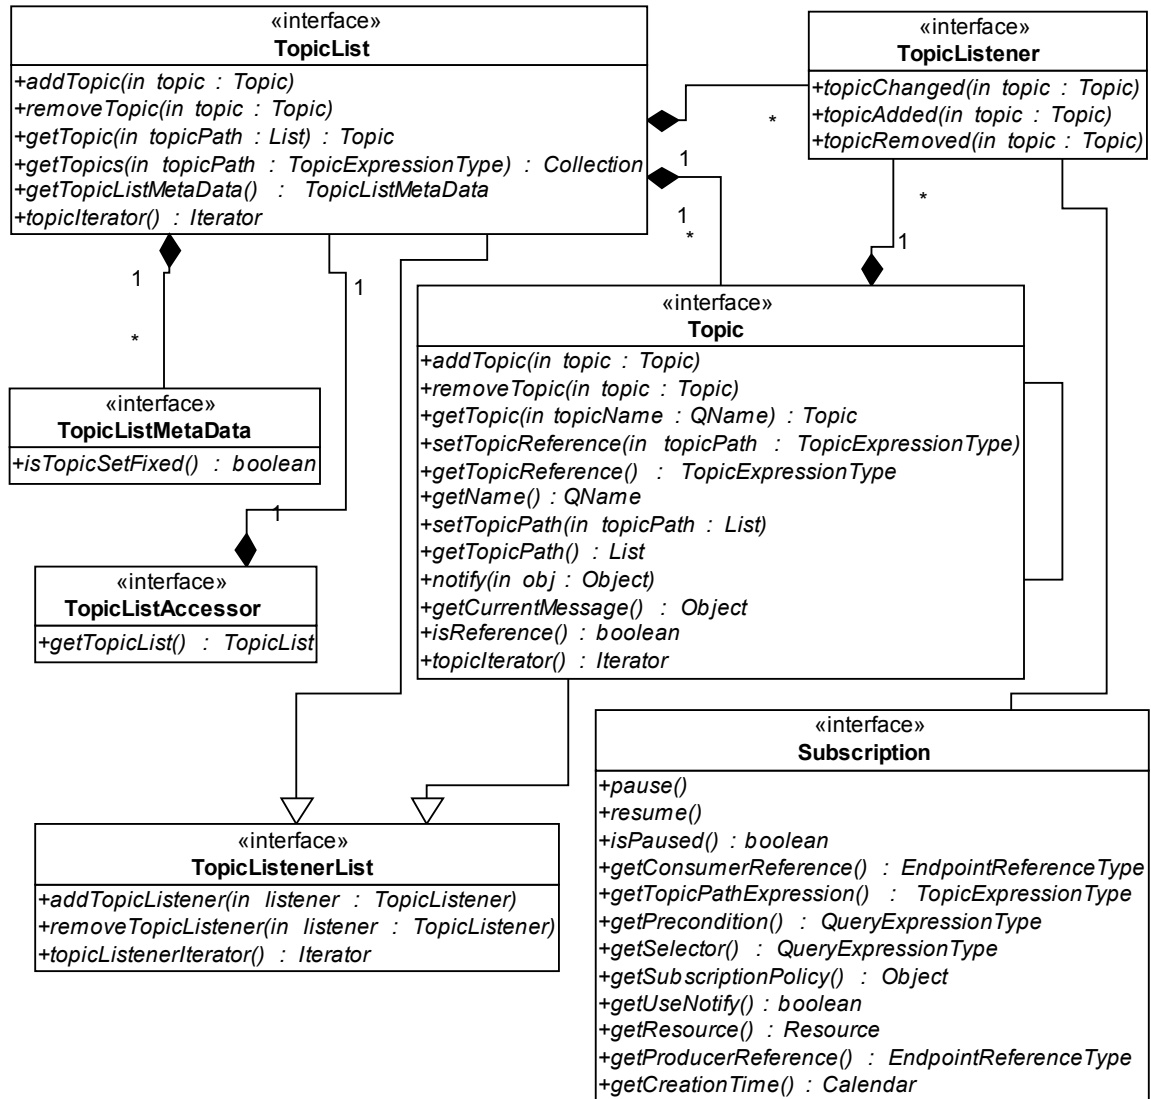 «interface»
TopicList
+addTopic(in topic : Topic)
+removeTopic(in topic : Topic)
+getTopic(in topicPath : List) : Topic
+getTopics(in topicPath : TopicExpressionType) : Collection
+getTopicListMetaData() : TopicListMetaData
+topicIterator() : Iterator
«interface»
TopicListener
+topicChanged(in topic : Topic)
+topicAdded(in topic : Topic)
+topicRemoved(in topic : Topic)
*
1
1
*
*
1
1
*
1
«interface»
Topic
+addTopic(in topic : Topic)
+removeTopic(in topic : Topic)
+getTopic(in topicName : QName) : Topic
+setTopicReference(in topicPath : TopicExpressionType)
+getTopicReference() : TopicExpressionType
+getName() : QName
+setTopicPath(in topicPath : List)
+getTopicPath() : List
+notify(in obj : Object)
+getCurrentMessage() : Object
+isReference() : boolean
+topicIterator() : Iterator
«interface»
TopicListMetaData
+isTopicSetFixed() : boolean
1
«interface»
TopicListAccessor
+getTopicList() : TopicList
«interface»
Subscription
+pause()
+resume()
+isPaused() : boolean
+getConsumerReference() : EndpointReferenceType
+getTopicPathExpression() : TopicExpressionType
+getPrecondition() : QueryExpressionType
+getSelector() : QueryExpressionType
+getSubscriptionPolicy() : Object
+getUseNotify() : boolean
+getResource() : Resource
+getProducerReference() : EndpointReferenceType
+getCreationTime() : Calendar
«interface»
TopicListenerList
+addTopicListener(in listener : TopicListener)
+removeTopicListener(in listener : TopicListener)
+topicListenerIterator() : Iterator